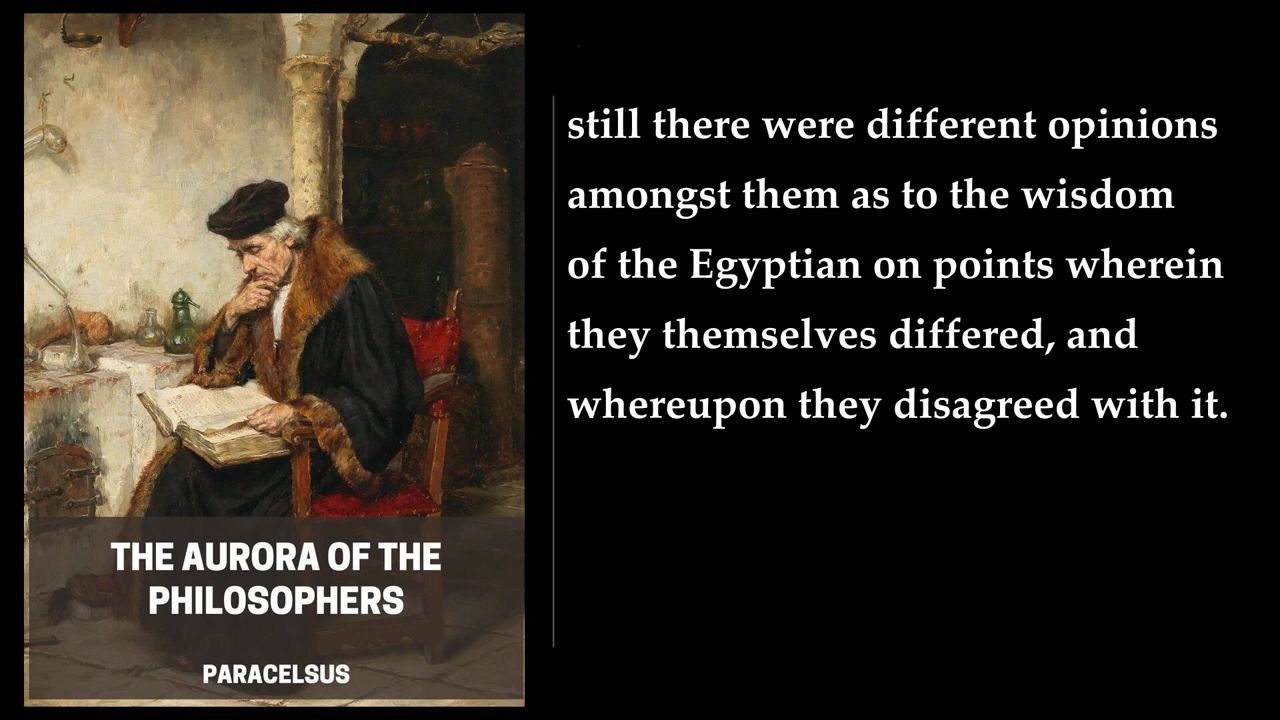 still there were different opinions
amongst them as to the wisdom
of the Egyptian on points wherein
they themselves differed, and
whereupon they disagreed with it.
THE AURORA OF THE
PHILOSOPHERS
PARACELSUS